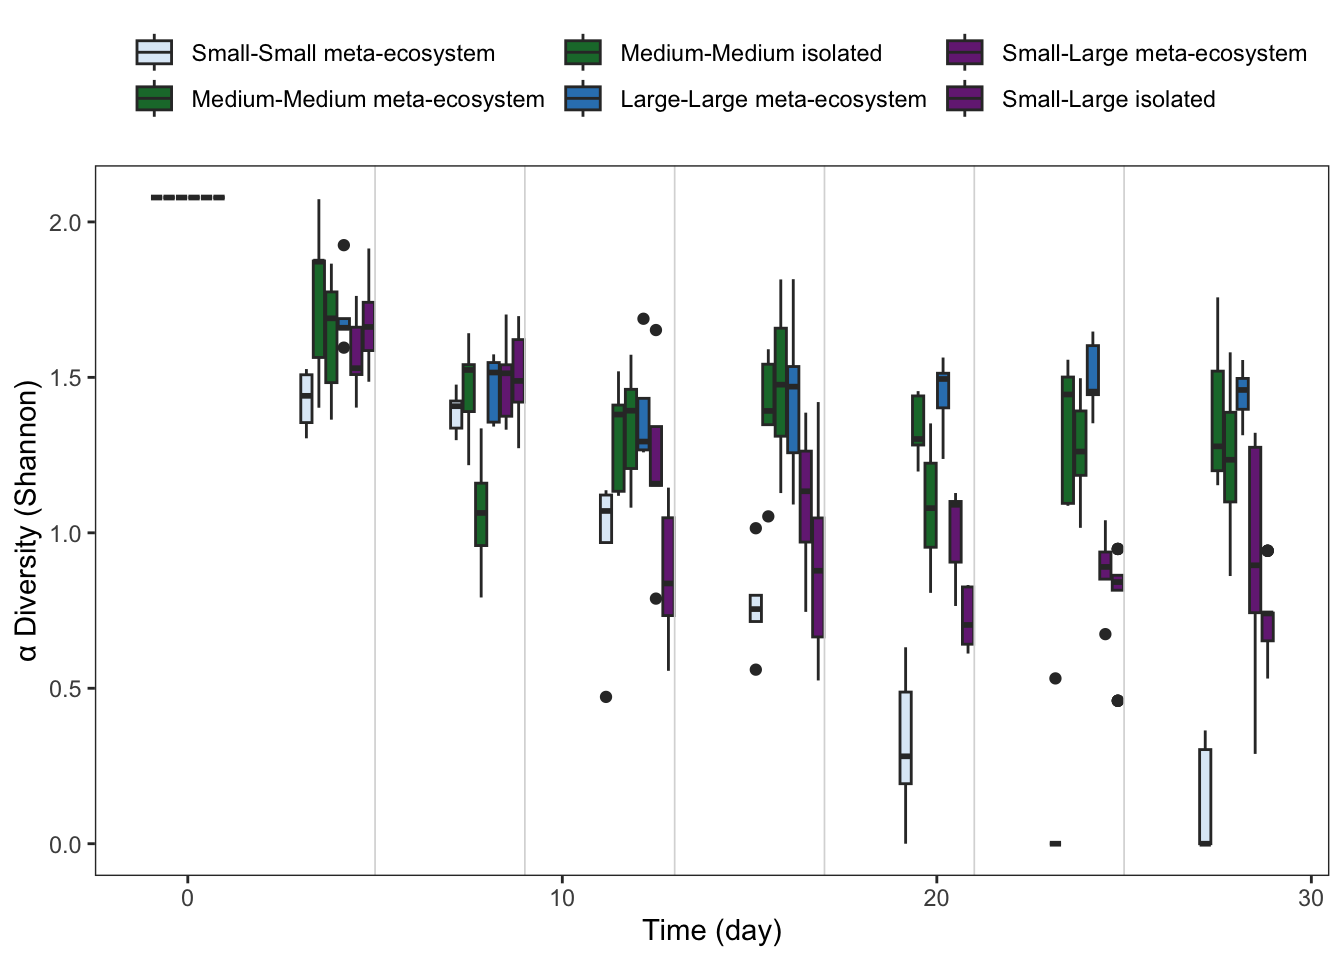 Small-Small meta-ecosystem Medium-Medium isolated Small-Large meta-ecosystem
Medium-Medium meta-ecosystem Large-Large meta-ecosystem Small-Large isolated
2.0
1.5
1.0
0.5
0.0
α Diversity (Shannon)
0 10 20 30
Time (day)